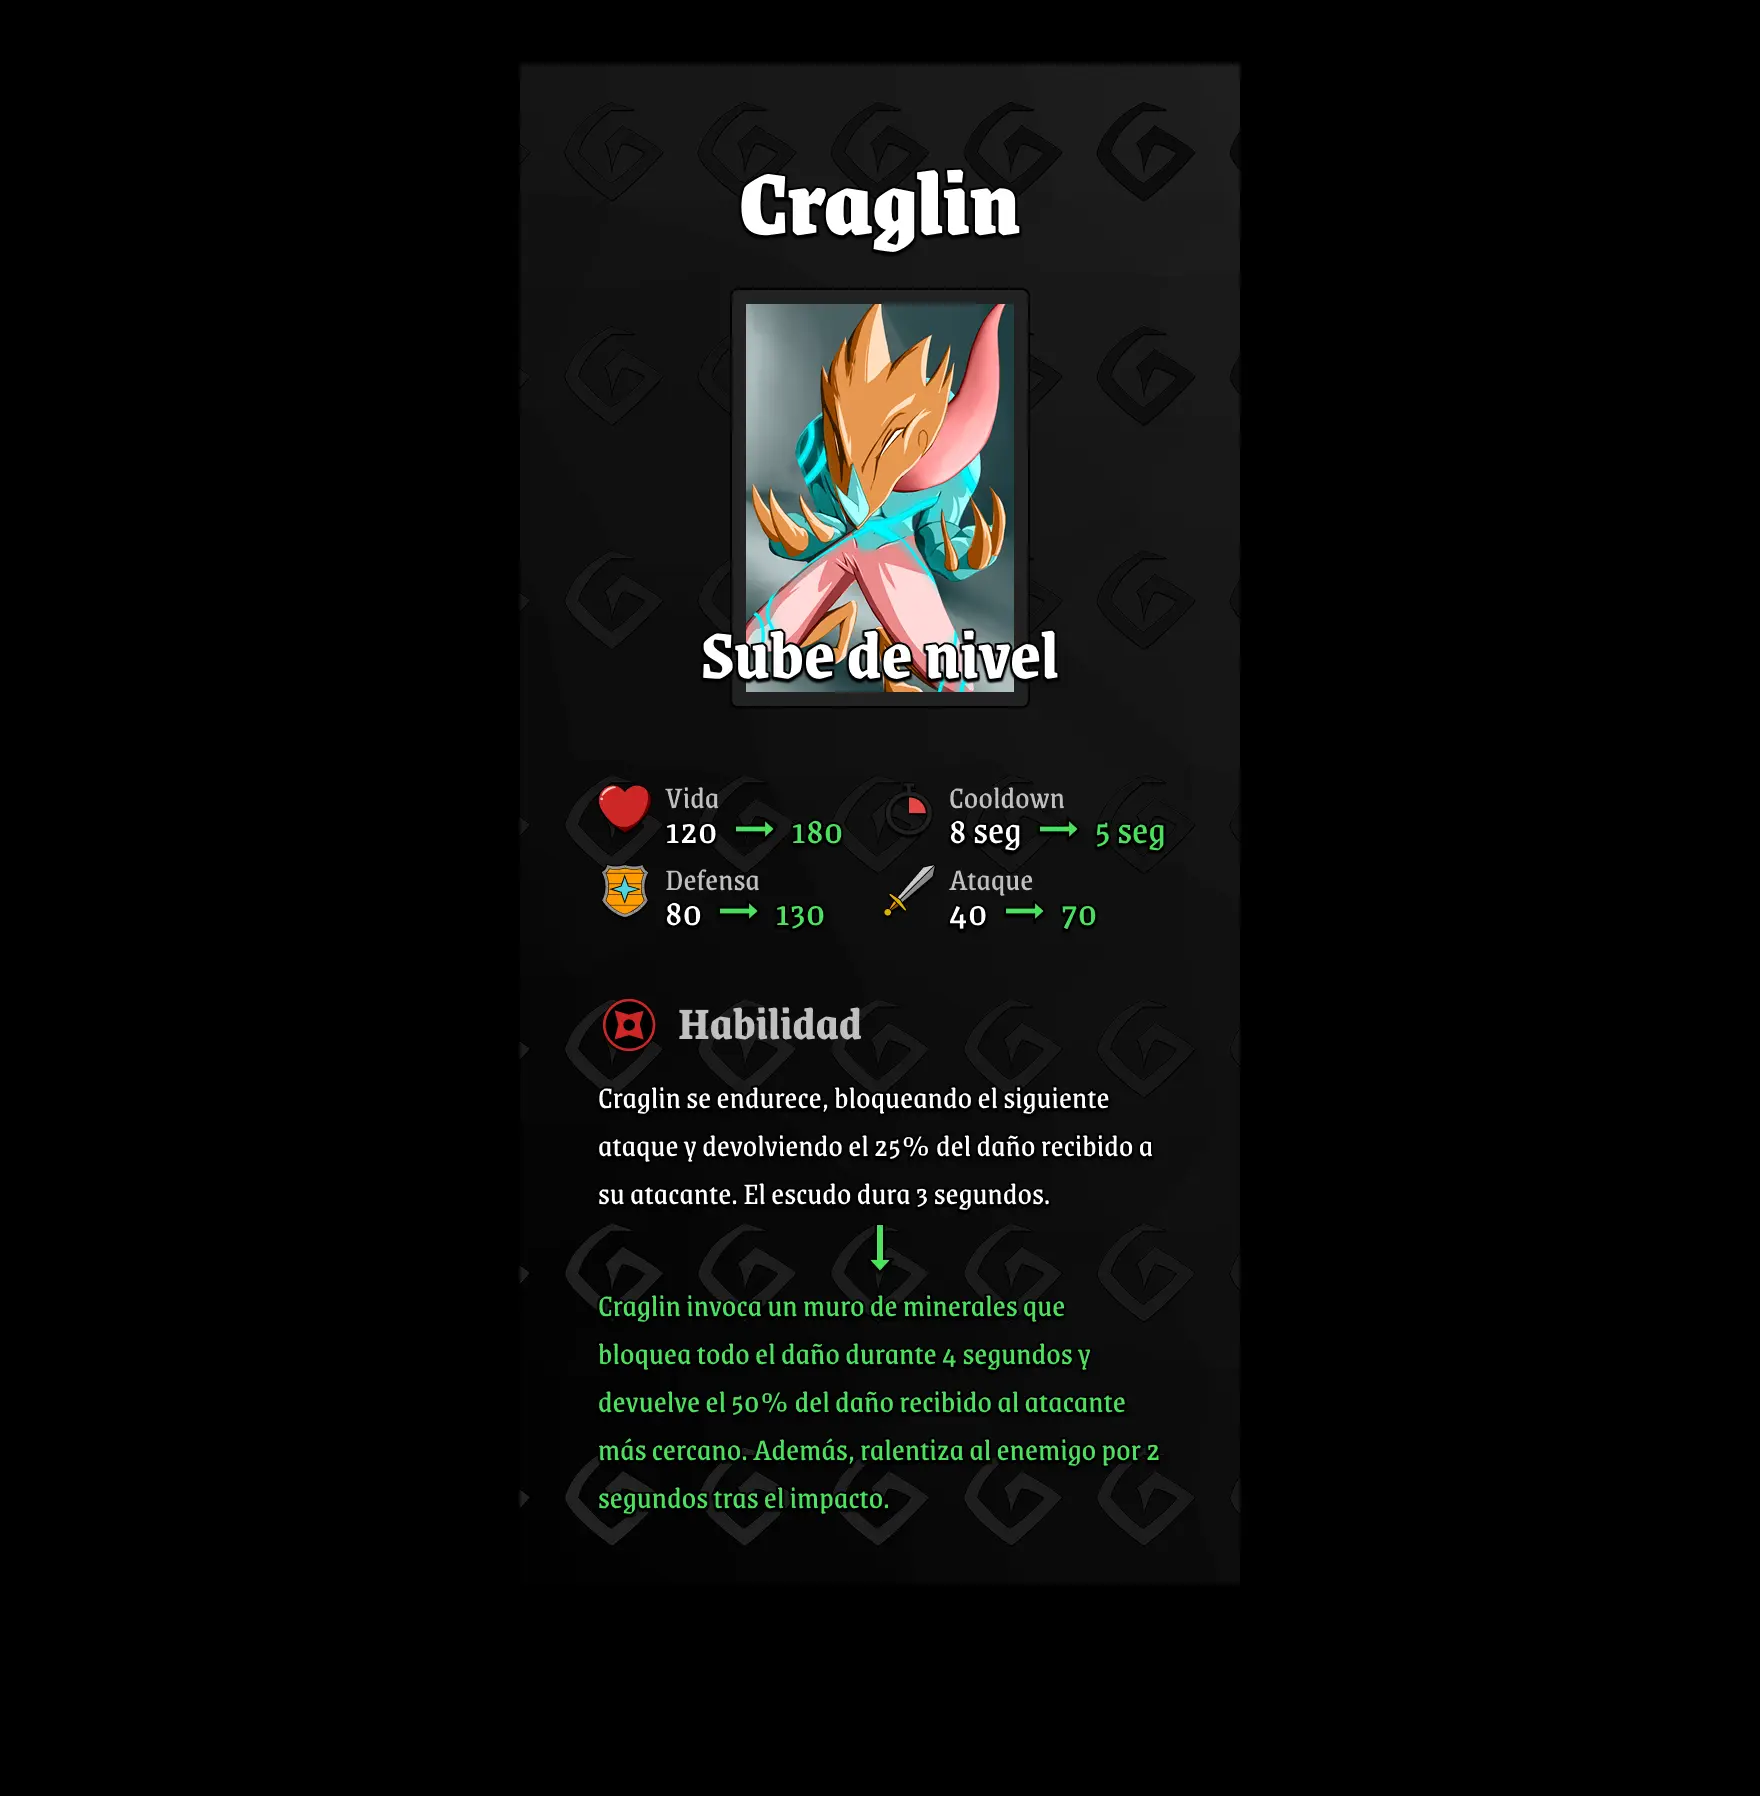 Craglin
Sube de nivel
Vida
120 → 180
Cooldown
8 seg → 5 seg
Defensa
80 → 130
Ataque
40 → 70
Habilidad
Craglin se endurece, bloqueando el siguiente
ataque y devolviendo el 25% del daño recibido a
su atacante. El escudo dura 3 segundos.
Craglin invoca un muro de minerales que
bloquea todo el daño durante 4 segundos y
devuelve el 50% del daño recibido al atacante
más cercano. Además, ralentiza al enemigo por 2
segundos tras el impacto.